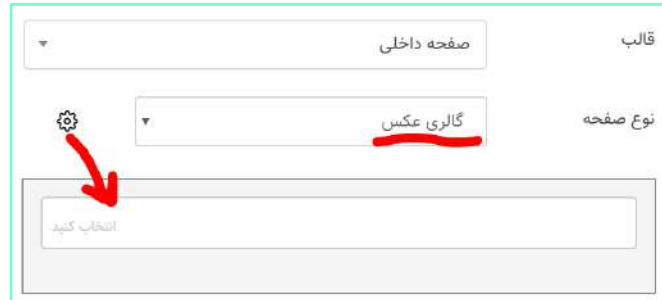 قالب صفحه داخلی
نوع صفحه گالری عکس
انتخاب کنید